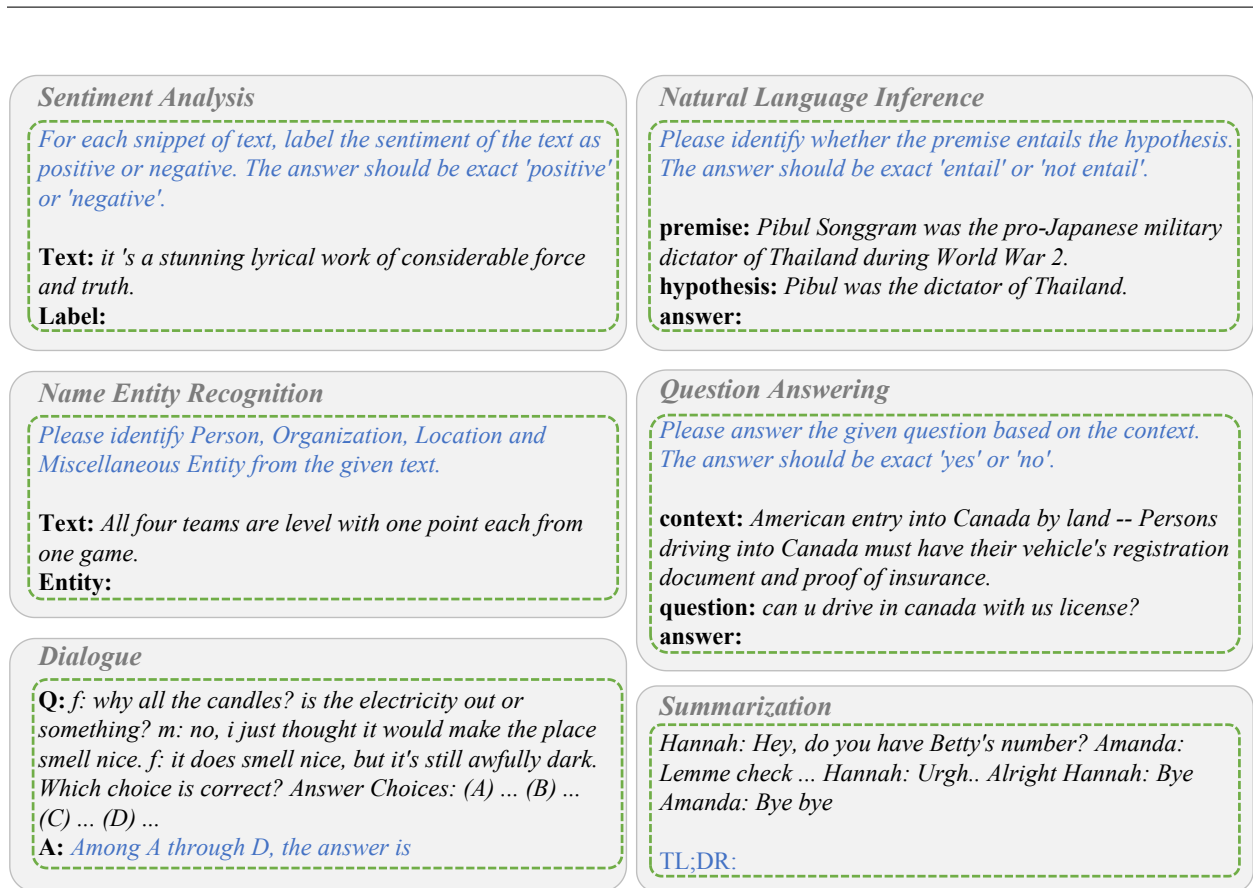 Sentiment Analysis
For each snippet of text, label the sentiment of the text as
positive or negative. The answer should be exact 'positive'
or 'negative'.
Text: it 's a stunning lyrical work of considerable force
and truth.
Label:
Name Entity Recognition
Please identify Person, Organization, Location and
Miscellaneous Entity from the given text.
Text: All four teams are level with one point each from
one game.
Entity:
Dialogue
Q: f: why all the candles? is the electricity out or
something? m: no, i just thought it would make the place
smell nice. f: it does smell nice, but it's still awfully dark.
Which choice is correct? Answer Choices: (A) ... (B) ...
(C) ... (D) ...
A: Among A through D, the answer is
Natural Language Inference
Please identify whether the premise entails the hypothesis.
The answer should be exact 'entail' or 'not entail'.
premise: Pibul Songgram was the pro-Japanese military
dictator of Thailand during World War 2.
hypothesis: Pibul was the dictator of Thailand.
answer:
Question Answering
Please answer the given question based on the context.
The answer should be exact 'yes' or 'no'.
context: American entry into Canada by land -- Persons
driving into Canada must have their vehicle's registration
document and proof of insurance.
question: can u drive in canada with us license?
answer:
Summarization
Hannah: Hey, do you have Betty's number? Amanda:
Lemme check ... Hannah: Urgh.. Alright Hannah: Bye
Amanda: Bye bye
TL;DR: